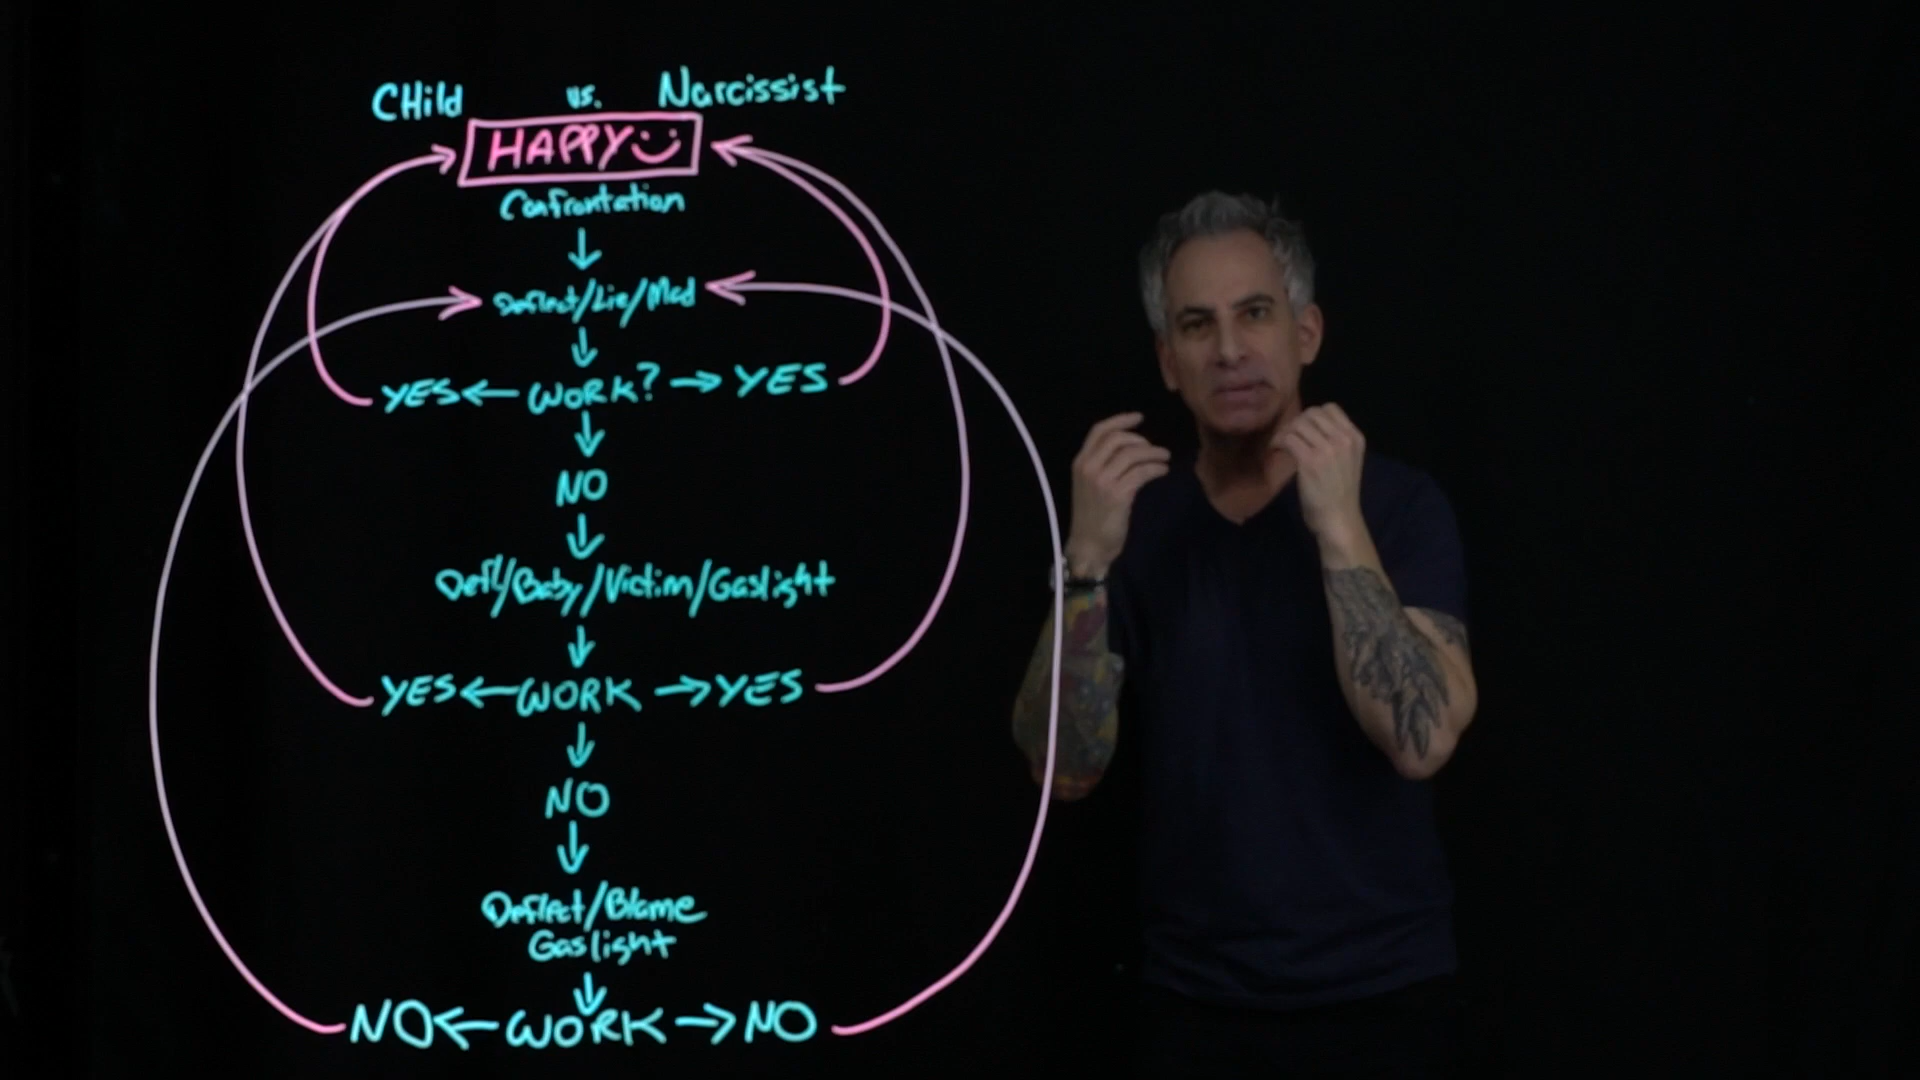 CHild vs. Narcissist
HAPPY
Confrontation
Deflect/Lie/Mad
YES WORK? YES
NO
Defl/Baby/Victim/Gaslight
YES WORK YES
NO
Deflect/Blame
Gaslight
NO WORK NO